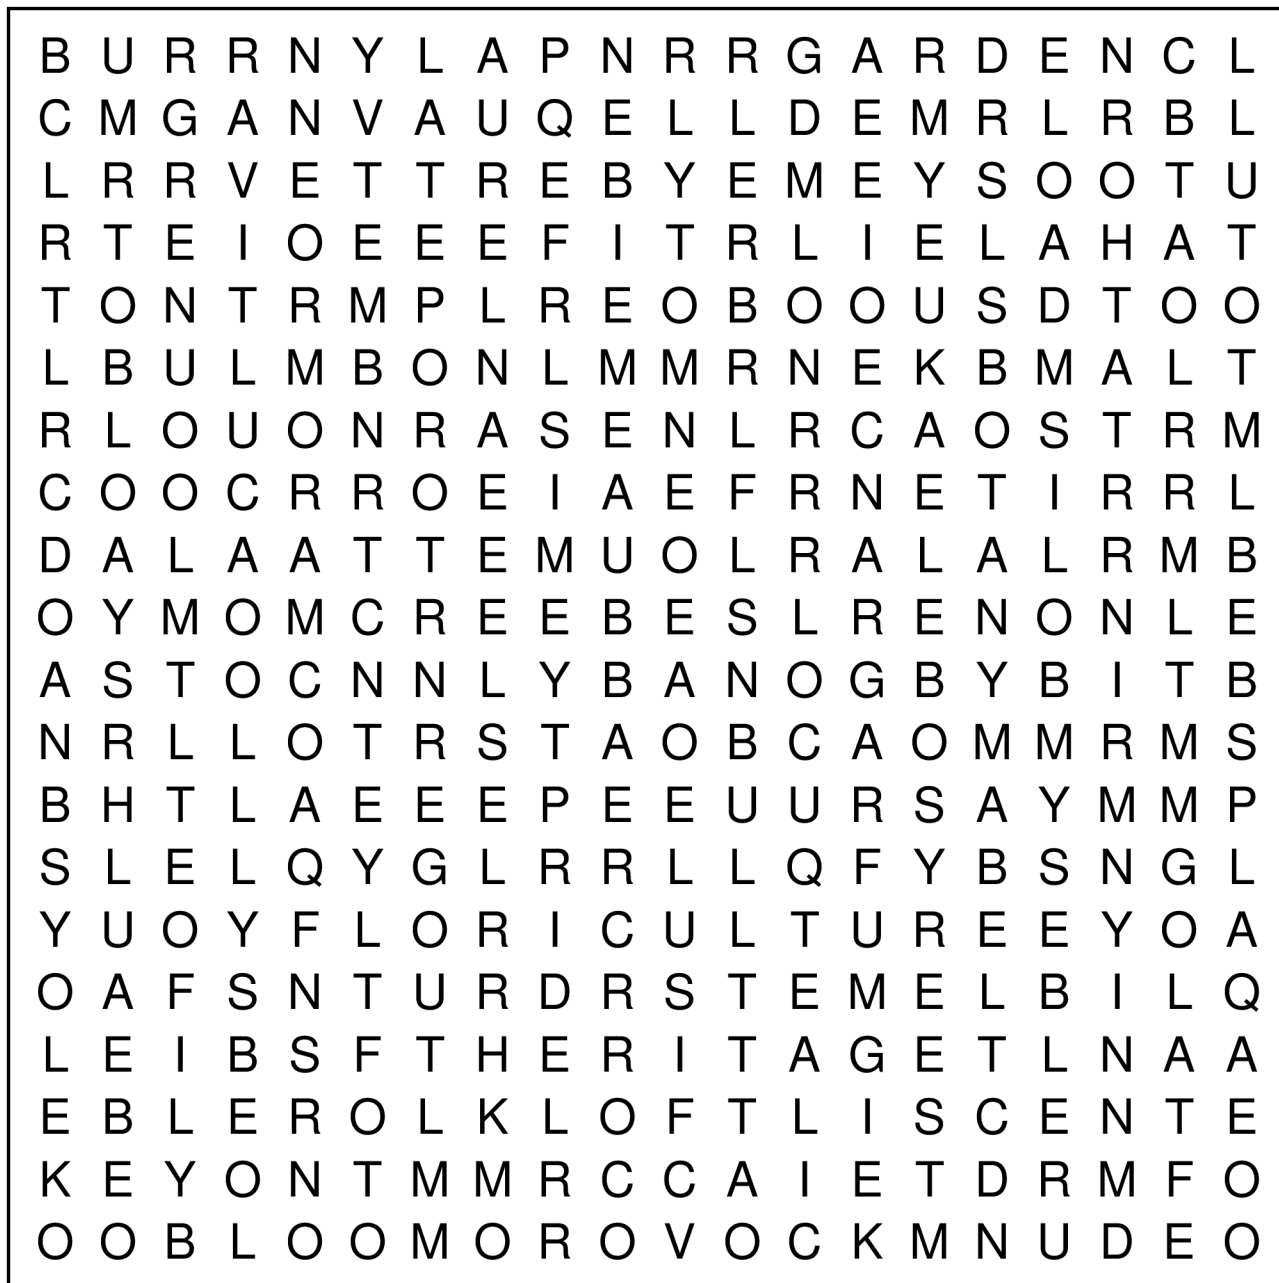 B U R R N Y L A P N R R G A R D E N C L
C M G A N V A U Q E L L D E M R L R B L
L R R V E T T R E B Y E M E Y S O O T U
R T E I O E E E F I T R L I E L A H A T
T O N T R M P L R E O B O O U S D T O O
L B U L M B O N L M M R N E K B M A L T
R L O U O N R A S E N L R C A O S T R M
C O O C R R O E I A E F R N E T I R R L
D A L A A T T E M U O L R A L A L R M B
O Y M O M C R E E B E S L R E N O N L E
A S T O C N N L Y B A N O G B Y B I T B
N R L L O T R S T A O B C A O M M R M S
B H T L A E E E P E E U U R S A Y M M P
S L E L Q Y G L R R L L Q F Y B S N G L
Y U O Y F L O R I C U L T U R E E Y O A
O A F S N T U R D R S T E M E L B I L Q
L E I B S F T H E R I T A G E T L N A A
E B L E R O L K L O F T L I S C E N T E
K E Y O N T M M R C C A I E T D R M F O
O O B L O O M O R O V O C K M N U D E O